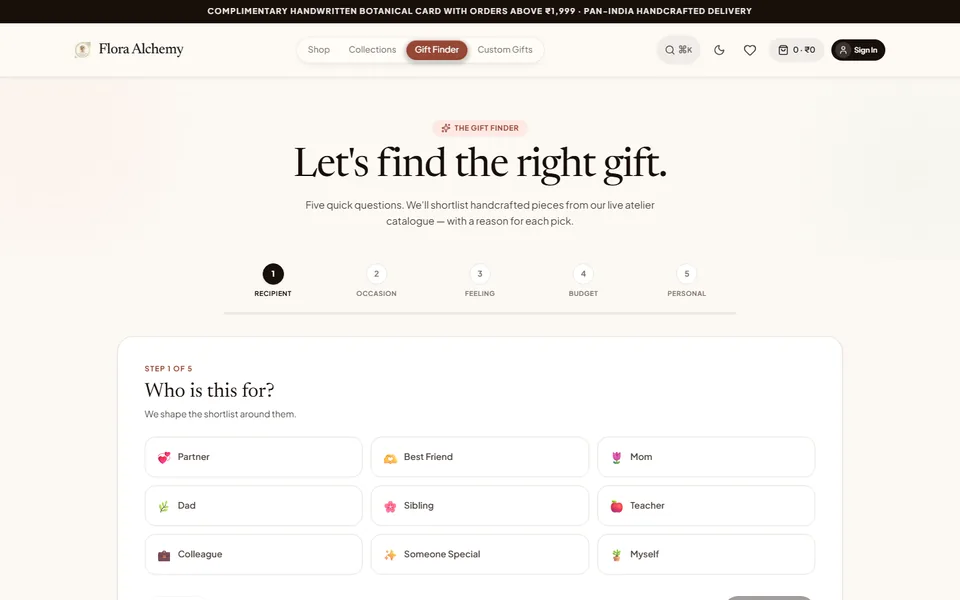 COMPLIMENTARY HANDWRITTEN BOTANICAL CARD WITH ORDERS ABOVE ₹1,999 · PAN-INDIA HANDCRAFTED DELIVERY
Flora Alchemy
Shop
Collections
Gift Finder
Custom Gifts
⌘K
0 · ₹0
Sign In
THE GIFT FINDER
Let's find the right gift.
Five quick questions. We'll shortlist handcrafted pieces from our live atelier
catalogue — with a reason for each pick.
1
2
3
4
5
RECIPIENT
OCCASION
FEELING
BUDGET
PERSONAL
STEP 1 OF 5
Who is this for?
We shape the shortlist around them.
Partner
Best Friend
Mom
Dad
Sibling
Teacher
Colleague
Someone Special
Myself